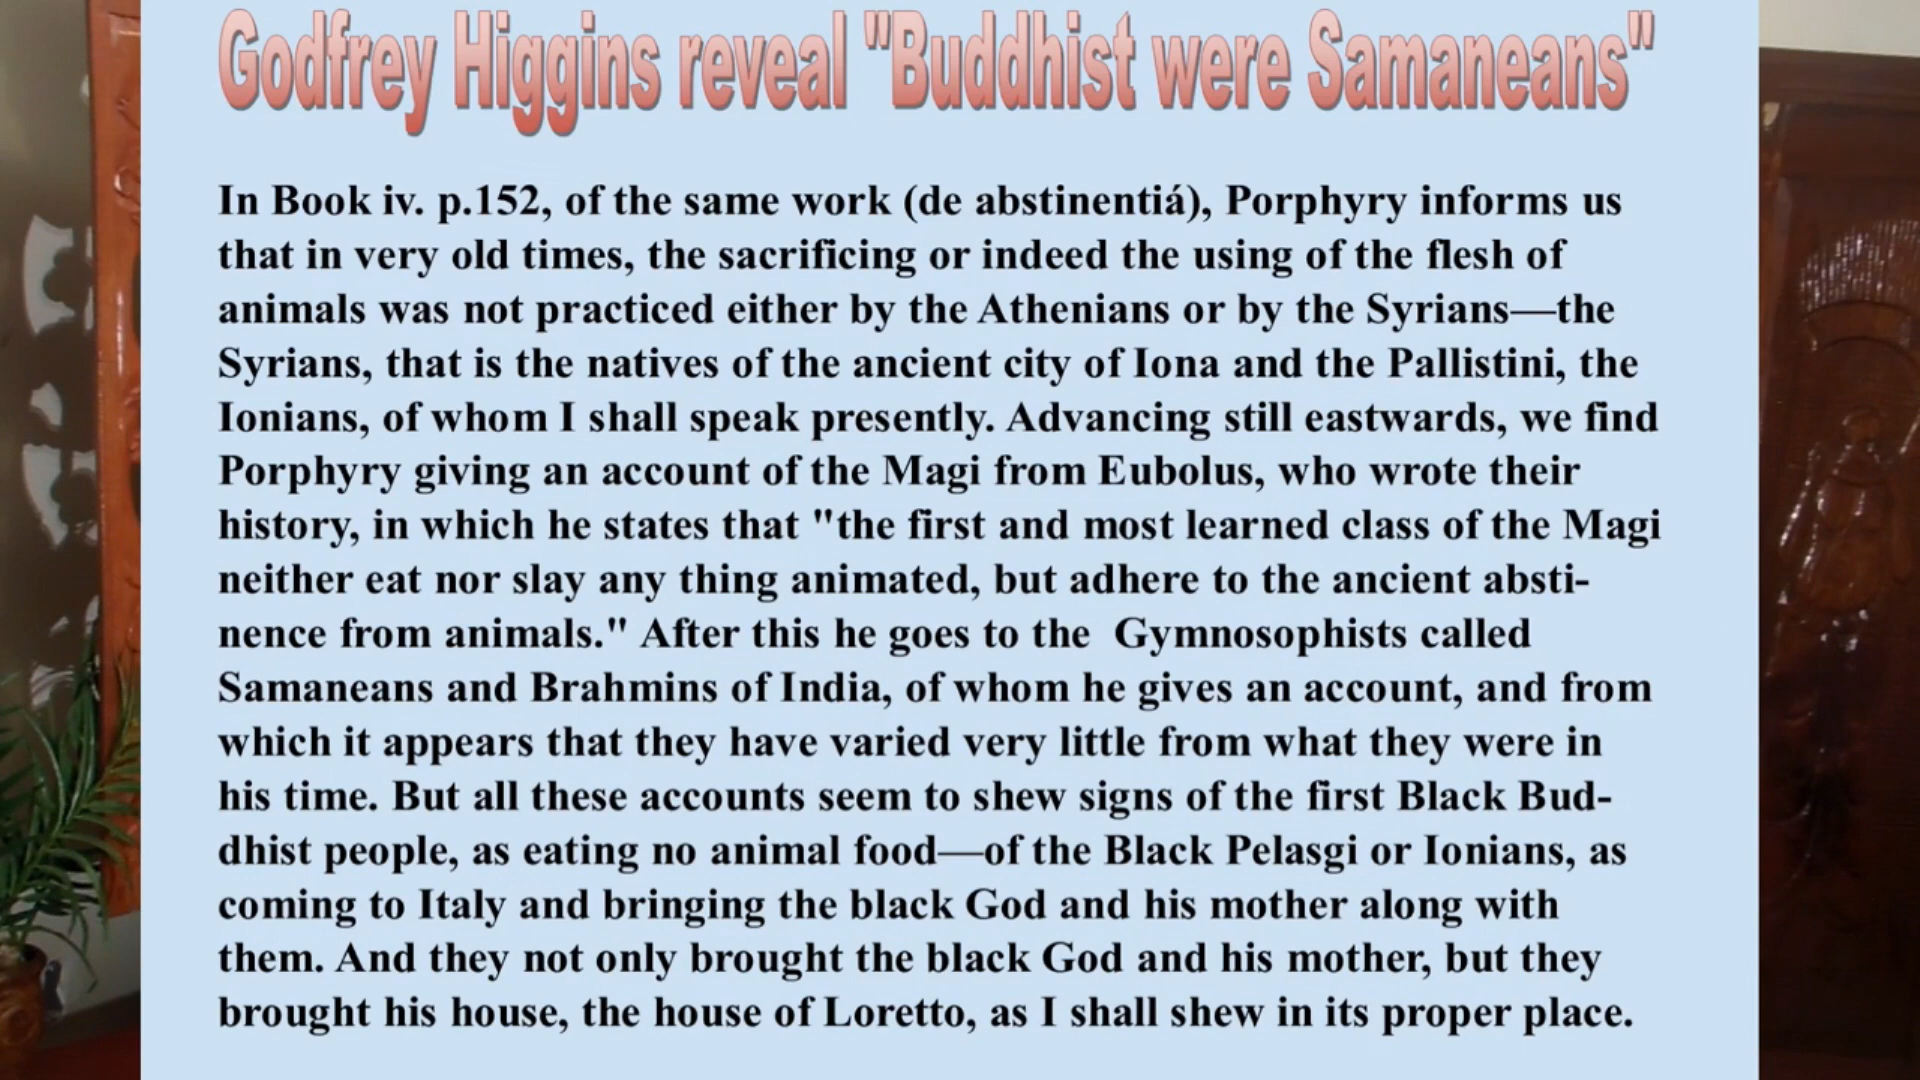 Godfrey Higgins reveal "Buddhist were Samaneans"
In Book iv. p.152, of the same work (de abstinentiá), Porphyry informs us
that in very old times, the sacrificing or indeed the using of the flesh of
animals was not practiced either by the Athenians or by the Syrians—the
Syrians, that is the natives of the ancient city of Iona and the Pallistini, the
Ionians, of whom I shall speak presently. Advancing still eastwards, we find
Porphyry giving an account of the Magi from Eubolus, who wrote their
history, in which he states that "the first and most learned class of the Magi
neither eat nor slay any thing animated, but adhere to the ancient absti-
nence from animals." After this he goes to the  Gymnosophists called
Samaneans and Brahmins of India, of whom he gives an account, and from
which it appears that they have varied very little from what they were in
his time. But all these accounts seem to shew signs of the first Black Bud-
dhist people, as eating no animal food—of the Black Pelasgi or Ionians, as
coming to Italy and bringing the black God and his mother along with
them. And they not only brought the black God and his mother, but they
brought his house, the house of Loretto, as I shall shew in its proper place.